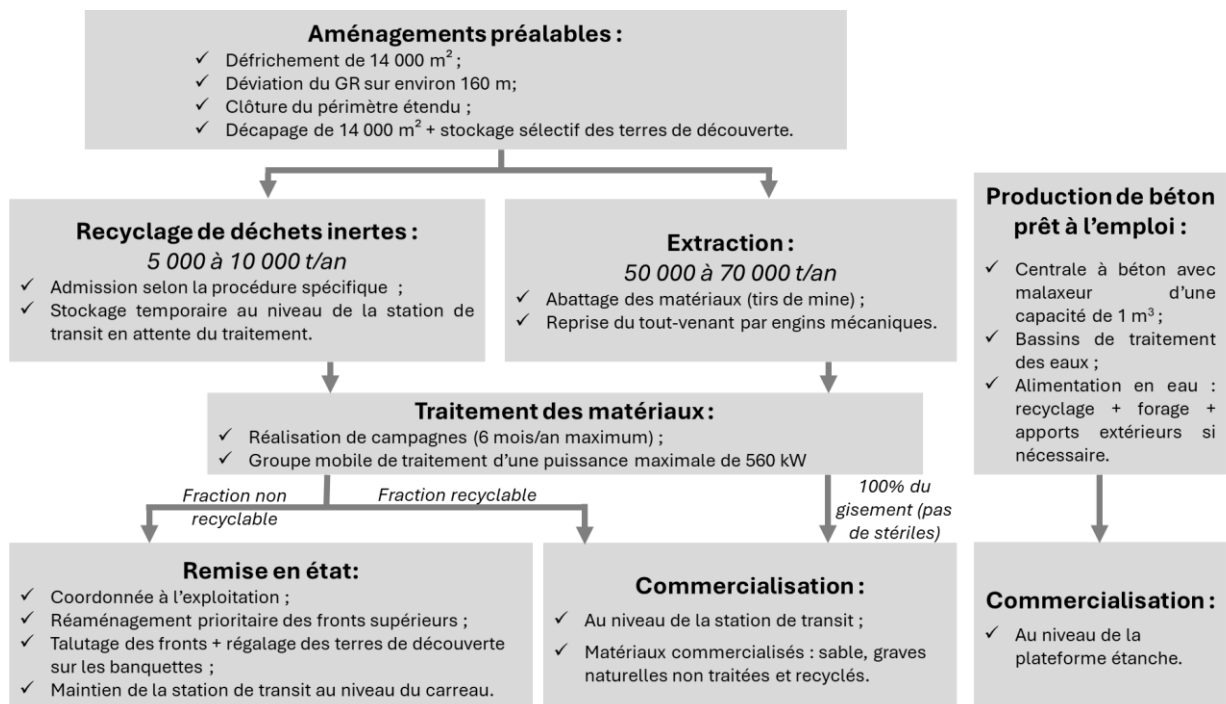 Aménagements préalables :
✓ Défrichement de 14 000 m² ;
✓ Déviation du GR sur environ 160 m;
✓ Clôture du périmètre étendu ;
✓ Décapage de 14 000 m² + stockage sélectif des terres de découverte.
Recyclage de déchets inertes :
5 000 à 10 000 t/an
✓ Admission selon la procédure spécifique ;
✓ Stockage temporaire au niveau de la station de
transit en attente du traitement.
Extraction :
50 000 à 70 000 t/an
✓ Abattage des matériaux (tirs de mine) ;
✓ Reprise du tout-venant par engins mécaniques.
Production de béton
prêt à l'emploi :
✓ Centrale à béton avec
malaxeur d'une
capacité de 1 m³ ;
✓ Bassins de traitement
des eaux ;
✓ Alimentation en eau :
recyclage + forage +
apports extérieurs si
nécessaire.
Traitement des matériaux :
✓ Réalisation de campagnes (6 mois/an maximum) ;
✓ Groupe mobile de traitement d'une puissance maximale de 560 kW
Fraction non
recyclable
Fraction recyclable
100% du
gisement (pas
de stériles)
Remise en état:
✓ Coordonnée à l'exploitation ;
✓ Réaménagement prioritaire des fronts supérieurs ;
✓ Talutage des fronts + régalage des terres de découverte
sur les banquettes ;
✓ Maintien de la station de transit au niveau du carreau.
Commercialisation :
✓ Au niveau de la station de transit ;
✓ Matériaux commercialisés : sable, graves
naturelles non traitées et recyclés.
Commercialisation :
✓ Au niveau de la
plateforme étanche.